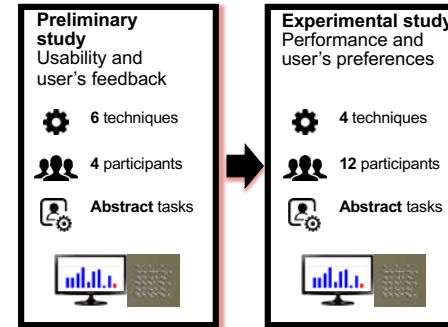 Preliminary
study
Usability and
user's feedback
6 techniques
4 participants
Abstract tasks
Experimental study
Performance and
user's preferences
4 techniques
12 participants
Abstract tasks